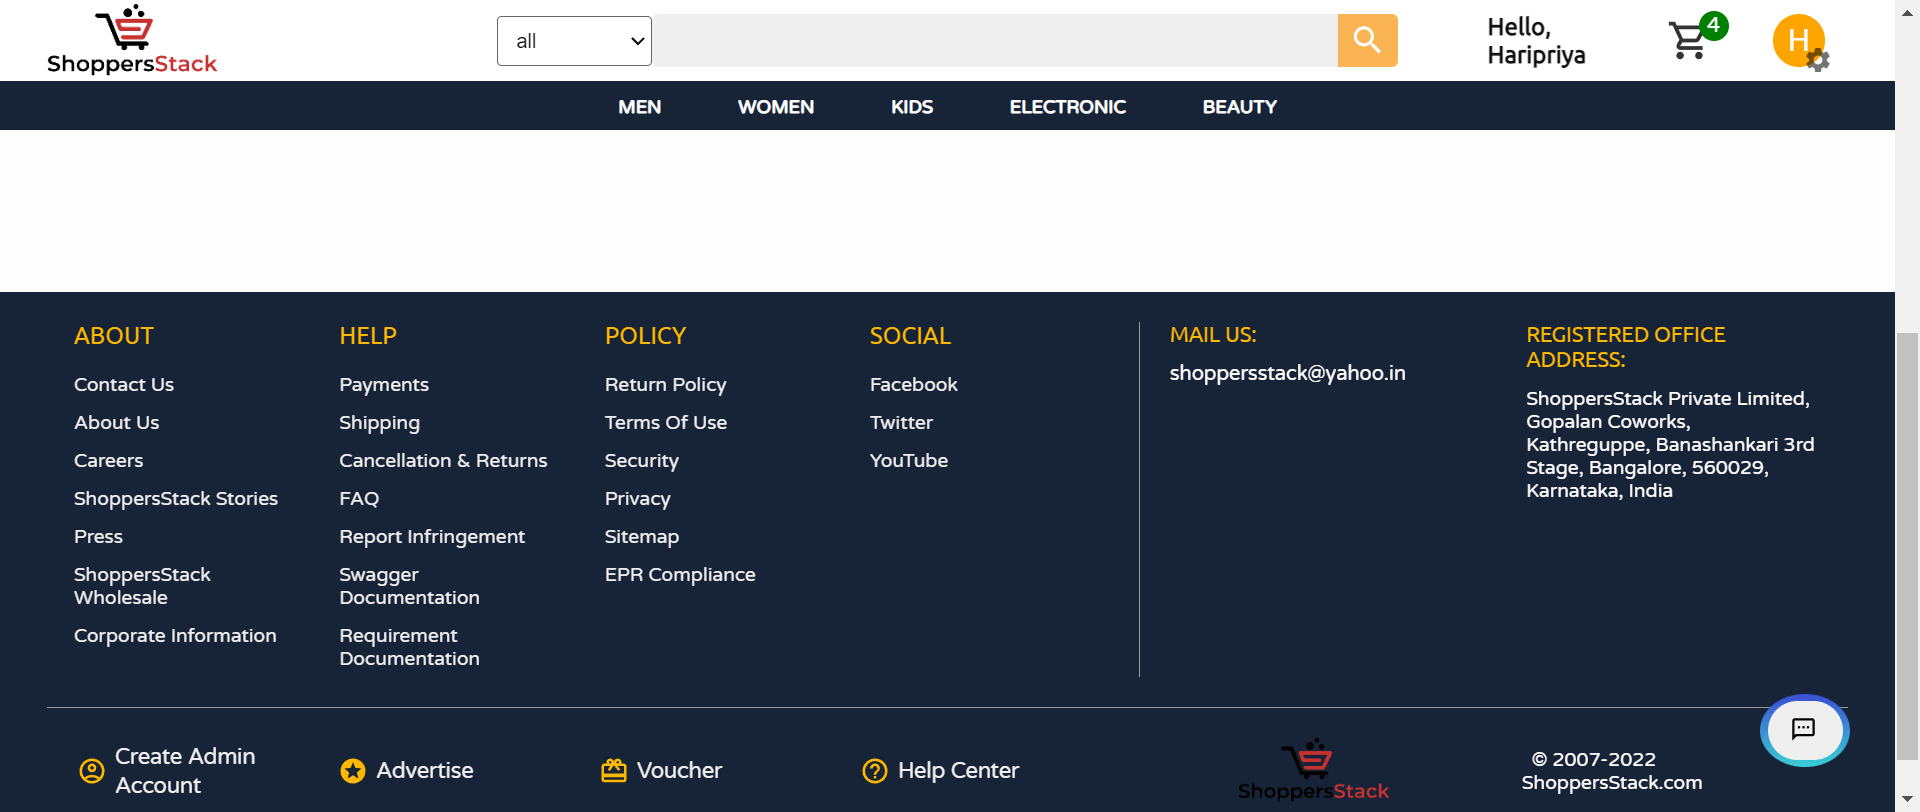 ShoppersStack
all
Hello,
Haripriya
4
H
MEN
WOMEN
KIDS
ELECTRONIC
BEAUTY
ABOUT
Contact Us
About Us
Careers
ShoppersStack Stories
Press
ShoppersStack
Wholesale
Corporate Information
HELP
Payments
Shipping
Cancellation & Returns
FAQ
Report Infringement
Swagger
Documentation
Requirement
Documentation
POLICY
Return Policy
Terms Of Use
Security
Privacy
Sitemap
EPR Compliance
SOCIAL
Facebook
Twitter
YouTube
MAIL US:
shoppersstack@yahoo.in
REGISTERED OFFICE
ADDRESS:
ShoppersStack Private Limited,
Gopalan Coworks,
Kathreguppe, Banashankari 3rd
Stage, Bangalore, 560029,
Karnataka, India
Create Admin
Account
Advertise
Voucher
Help Center
ShoppersStack
© 2007-2022
ShoppersStack.com